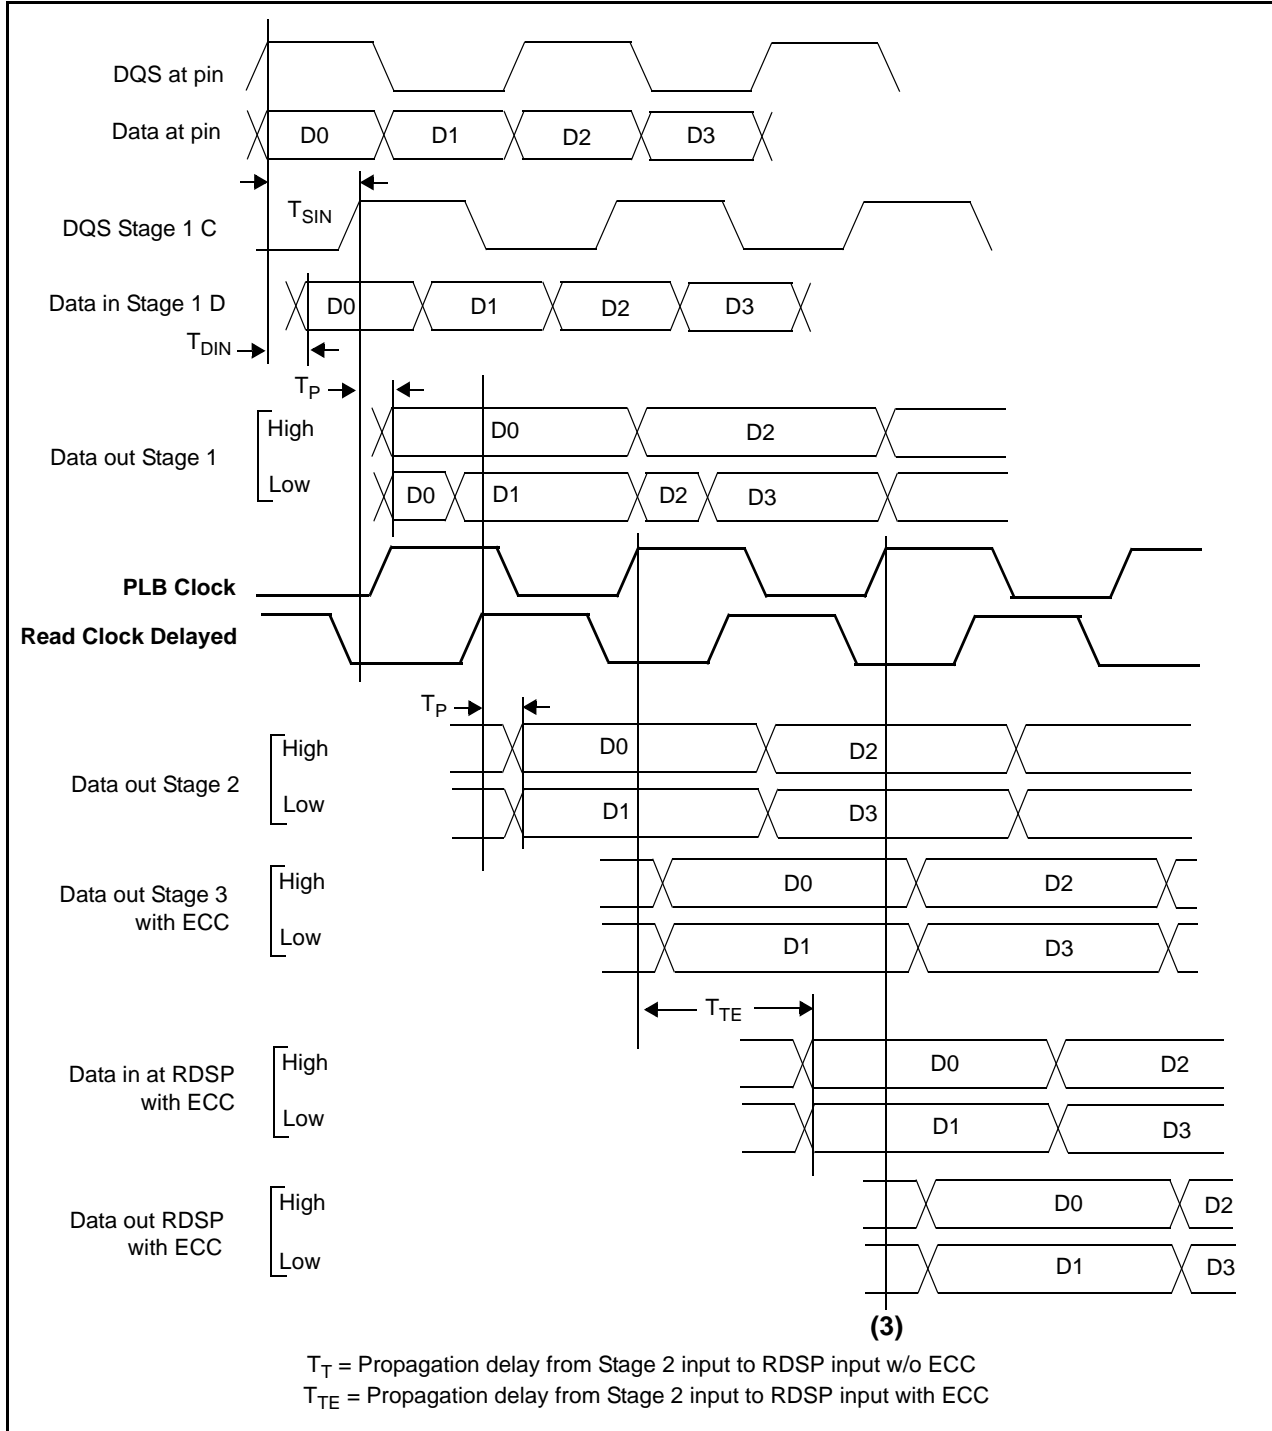 DQS at pin
Data at pin
D0 D1 D2 D3
TSIN
DQS Stage 1 C
Data in Stage 1 D
D0 D1 D2 D3
TDIN
TP
Data out Stage 1
High
D0 D2
Low
D0 D1 D2 D3
PLB Clock
Read Clock Delayed
TP
Data out Stage 2
High
D0 D2
Low
D1 D3
Data out Stage 3
with ECC
High
D0 D2
Low
D1 D3
TTE
Data in at RDSP
with ECC
High
D0 D2
Low
D1 D3
Data out RDSP
with ECC
High
D0 D2
Low
D1 D3
(3)
TT = Propagation delay from Stage 2 input to RDSP input w/o ECC
TTE = Propagation delay from Stage 2 input to RDSP input with ECC